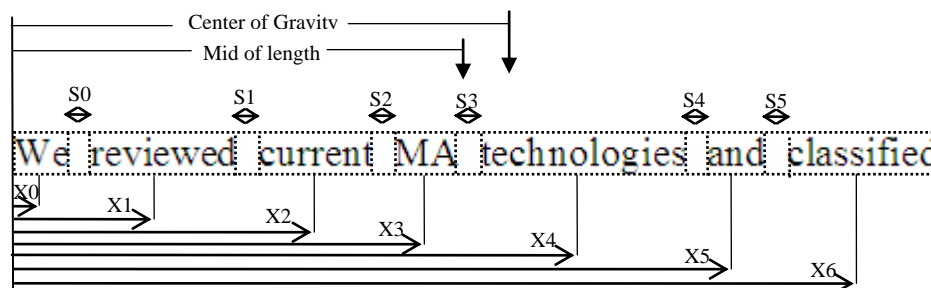 Center of Gravity
Mid of length
S0 S1 S2 S3 S4 S5
We reviewed current MA technologies and classified
X0
X1
X2
X3
X4
X5
X6